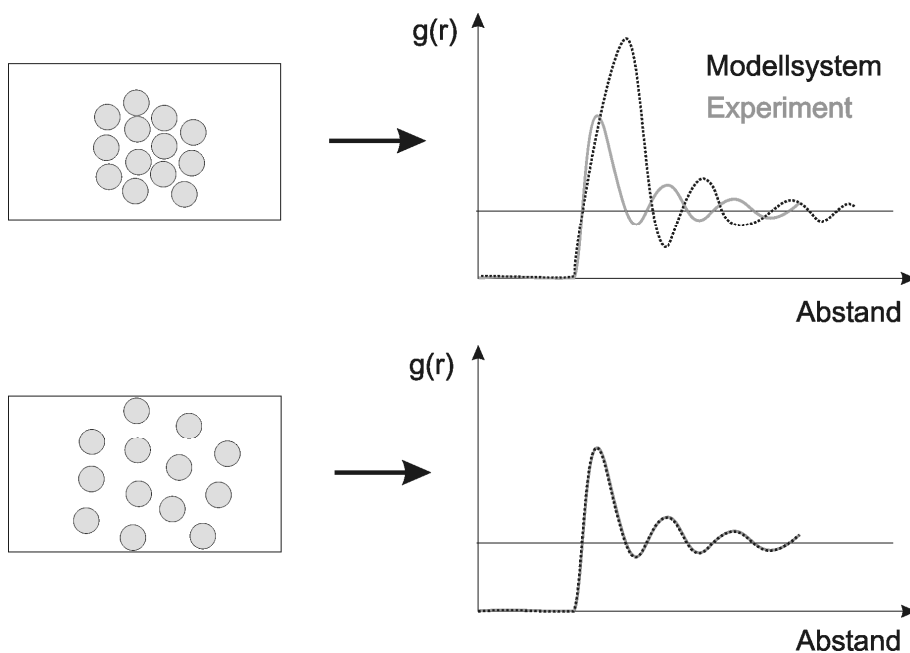 g(r)
Modellsystem
Experiment
Abstand
g(r)
Abstand